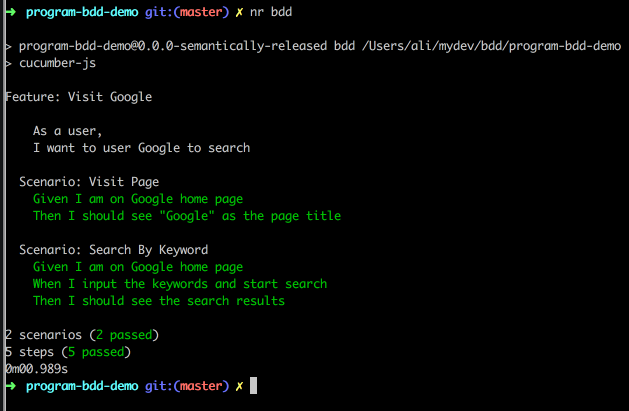 ➜ program-bdd-demo git:(master) ✗ nr bdd
> program-bdd-demo@0.0.0-semantically-released bdd /Users/ali/mydev/bdd/program-bdd-demo
> cucumber-js
Feature: Visit Google
As a user,
I want to user Google to search
Scenario: Visit Page
Given I am on Google home page
Then I should see "Google" as the page title
Scenario: Search By Keyword
Given I am on Google home page
When I input the keywords and start search
Then I should see the search results
2 scenarios (2 passed)
5 steps (5 passed)
0m00.989s
➜ program-bdd-demo git:(master) ✗